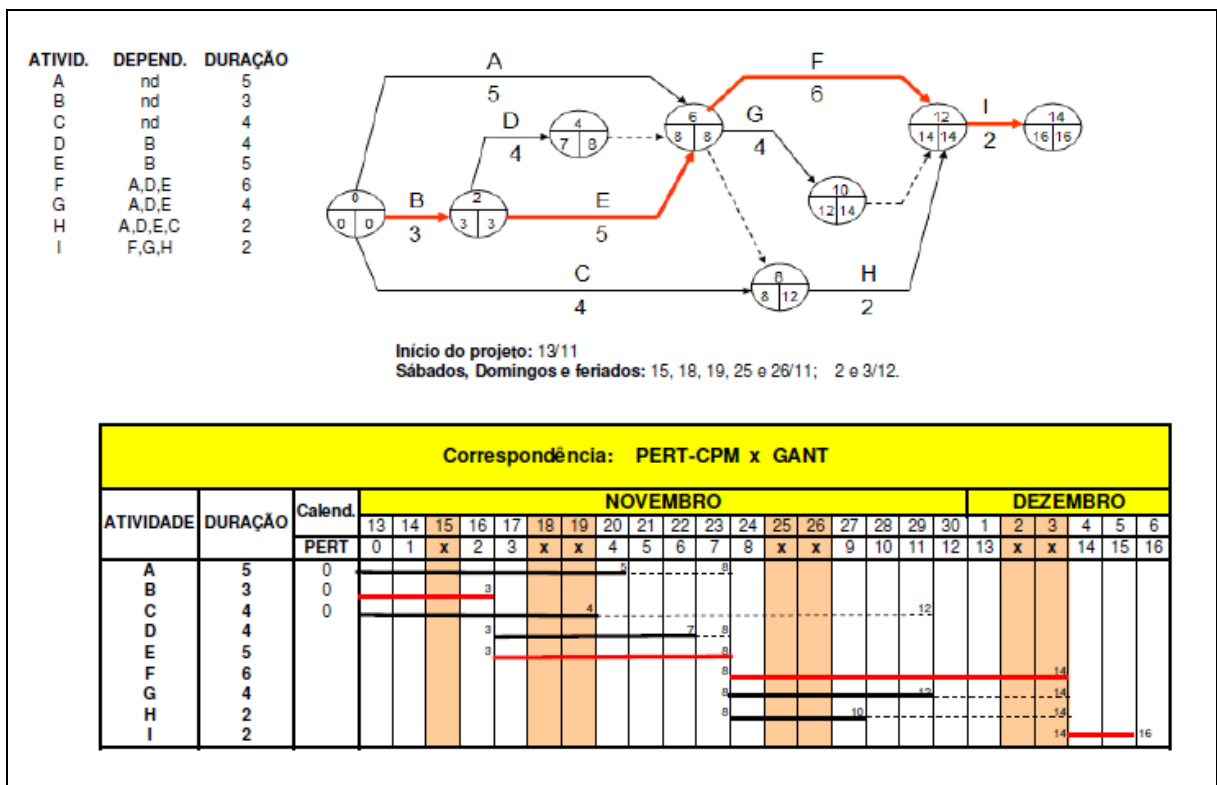 ATIVID. DEPEND. DURAÇÃO
A nd 5
B nd 3
C nd 4
D B 4
E B 5
F A,D,E 6
G A,D,E 4
H A,D,E,C 2
I F,G,H 2
A
5
F
6
D
4
4
7 8
6
8 8
G
4
12
14 14
I
2
14
16 16
0
0 0
B
3
2
3 3
E
5
10
12 14
C
4
8
8 12
H
2
Início do projeto: 13/11
Sábados, Domingos e feriados: 15, 18, 19, 25 e 26/11; 2 e 3/12.
Correspondência: PERT-CPM x GANT
ATIVIDADE DURAÇÃO Calend. NOVEMBRO DEZEMBRO
13 14 15 16 17 18 19 20 21 22 23 24 25 26 27 28 29 30 1 2 3 4 5 6
PERT 0 1 x 2 3 x x 4 5 6 7 8 x x 9 10 11 12 13 x x 14 15 16
A 5 0 5 8
B 3 0 3
C 4 0 4 12
D 4 3 7 8
E 5 3 8
F 6 8 14
G 4 8 12 14
H 2 8 10 14
I 2 14 16